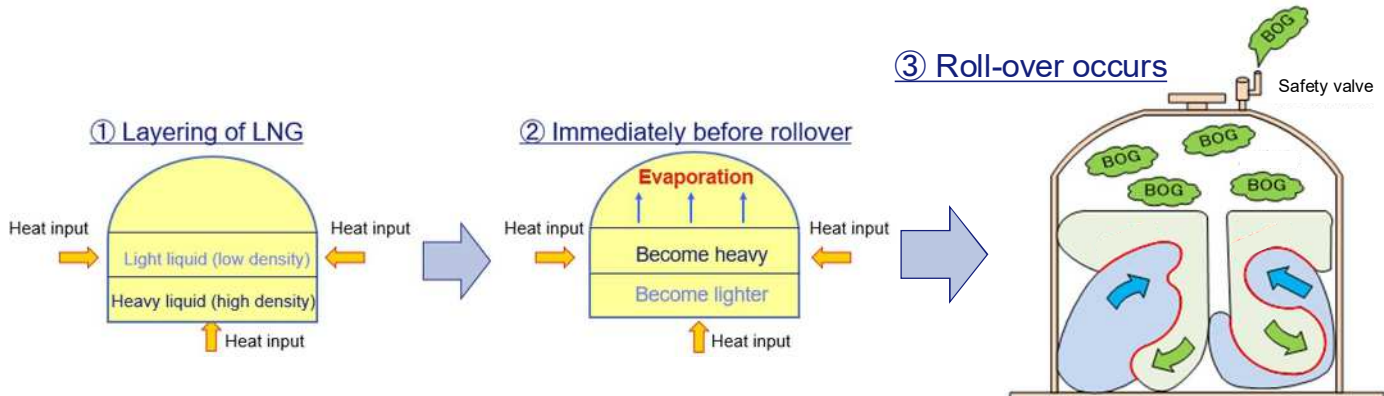 ① Layering of LNG
Heat input
Heat input
Light liquid (low density)
Heavy liquid (high density)
Heat input
② Immediately before rollover
Evaporation
Heat input
Heat input
Become heavy
Become lighter
Heat input
③ Roll-over occurs
BOG
Safety valve
BOG
BOG
BOG
BOG